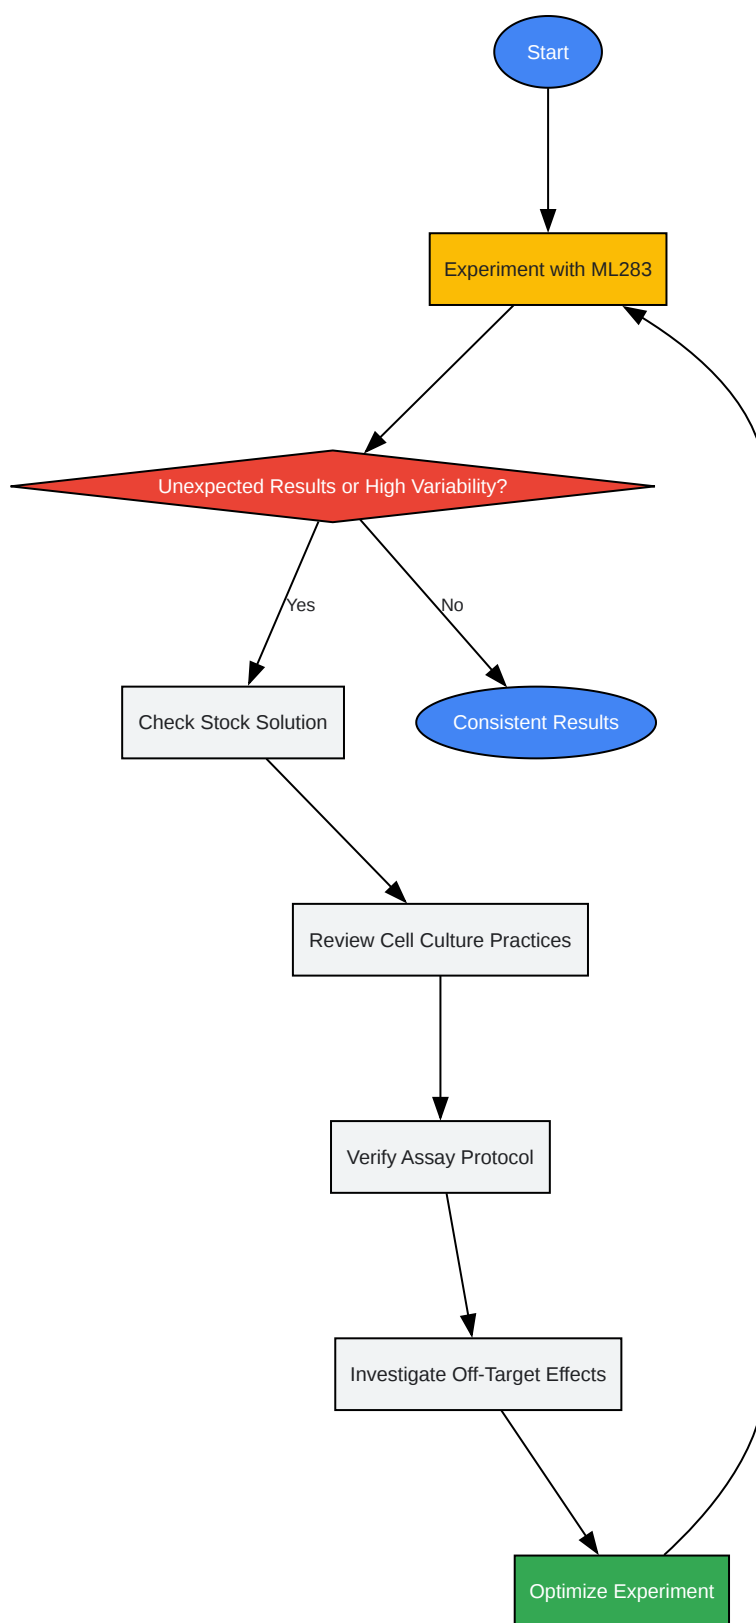 Start
Experiment with ML283
Unexpected Results or High Variability?
Yes
No
Check Stock Solution
Consistent Results
Review Cell Culture Practices
Verify Assay Protocol
Investigate Off-Target Effects
Optimize Experiment